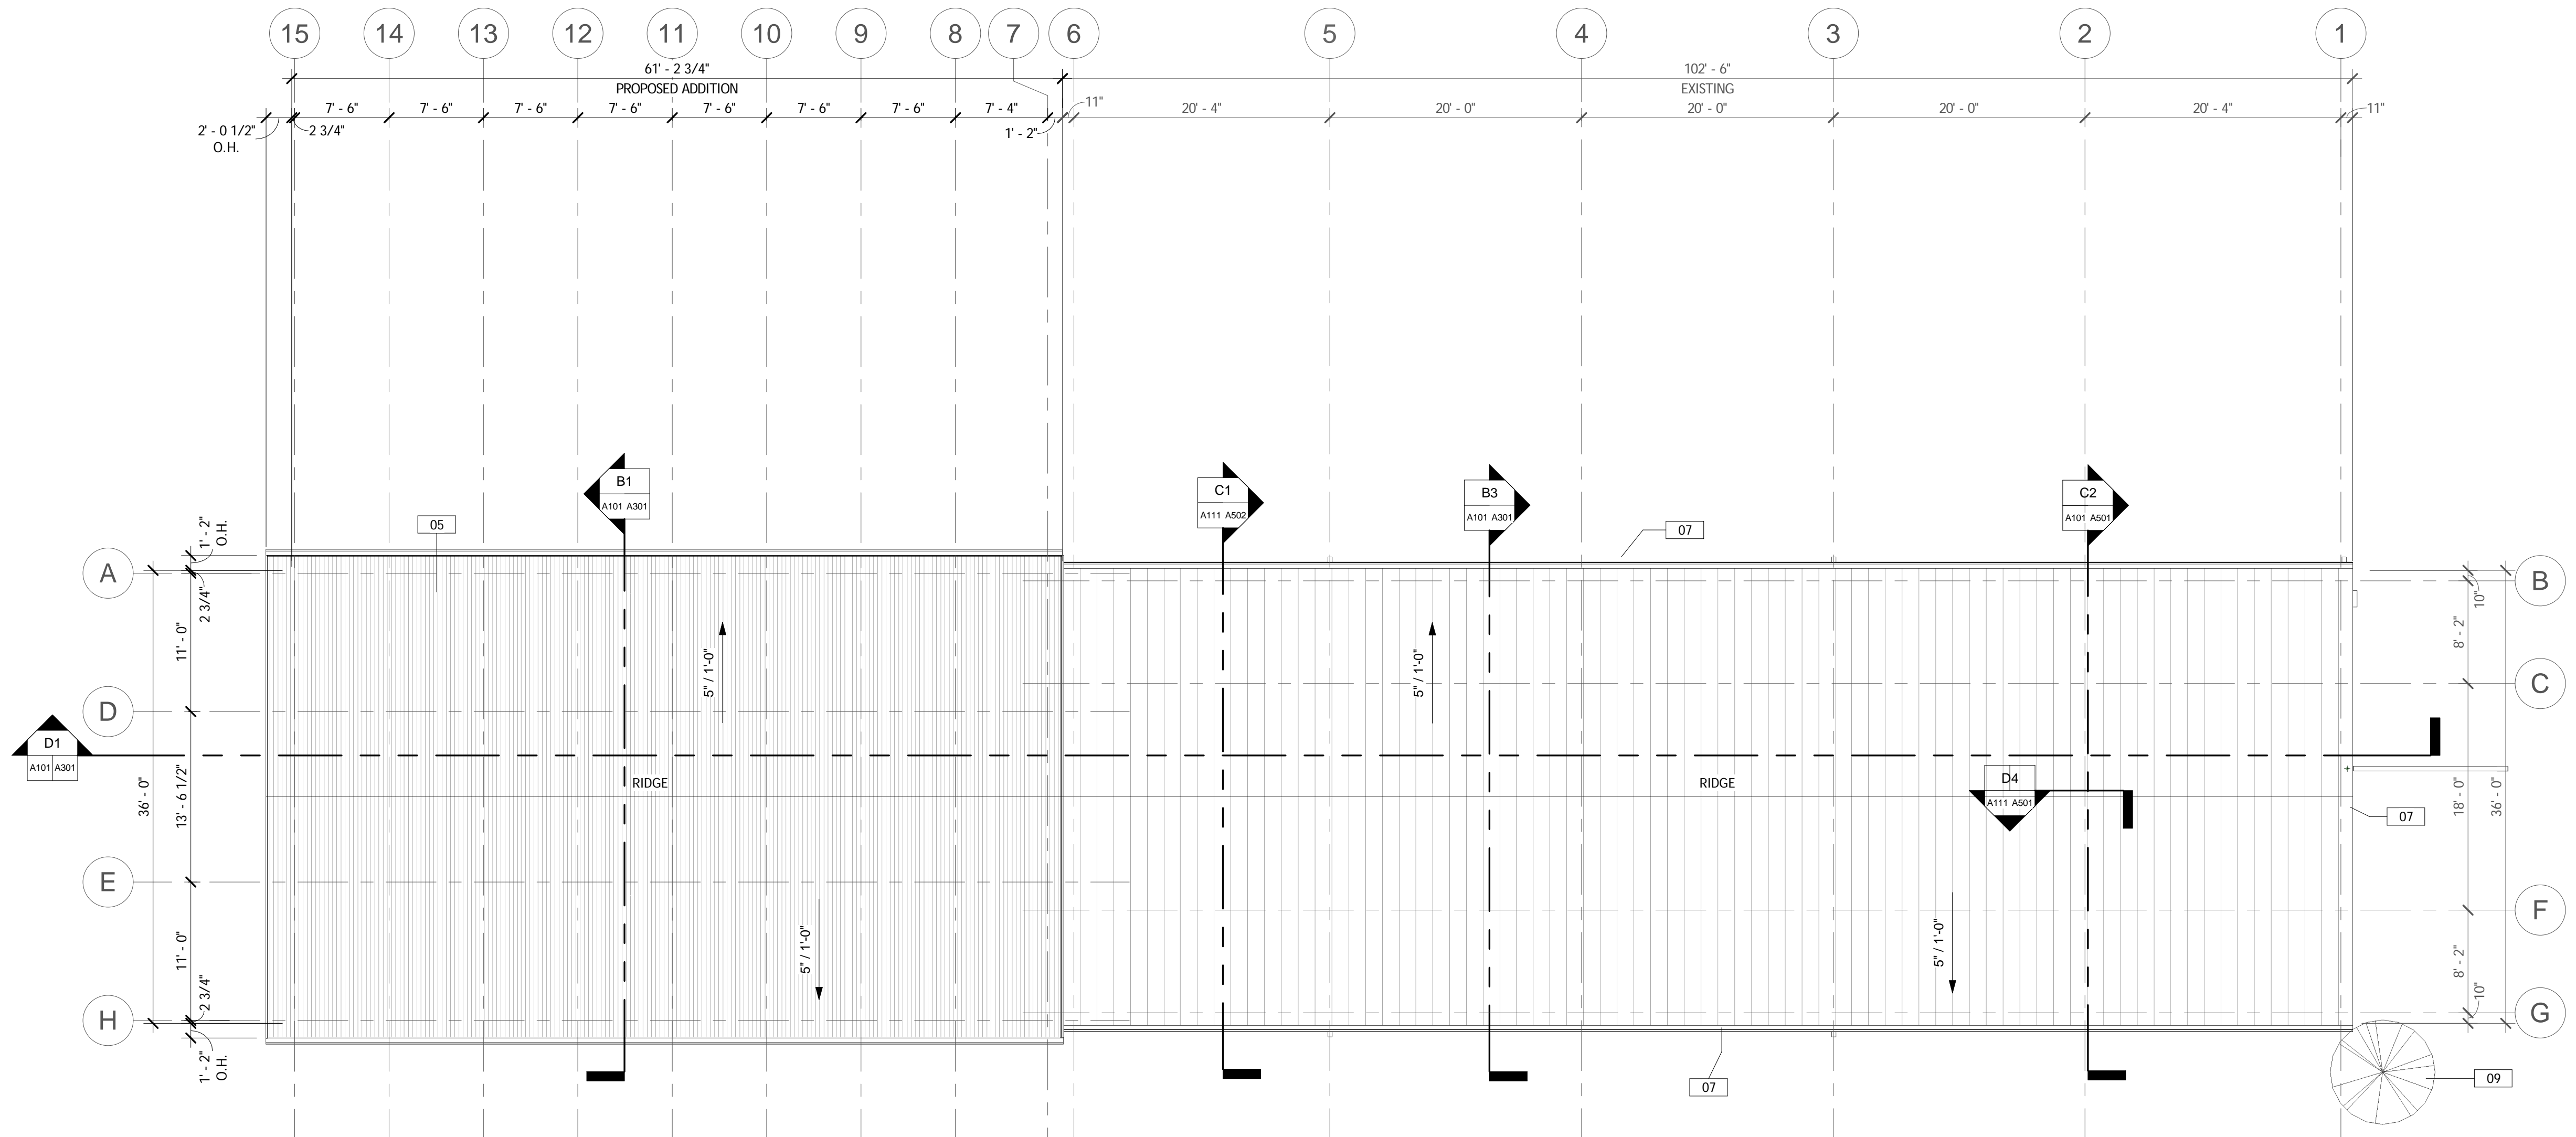 15 14 13 12 11 10 9 8 7 6 5 4 3 2 1
61' - 2 3/4"
PROPOSED ADDITION
102' - 6"
EXISTING
7' - 6" 7' - 6" 7' - 6" 7' - 6" 7' - 6" 7' - 6" 7' - 6" 7' - 4"
11" 20' - 4" 20' - 0" 20' - 0" 20' - 0" 20' - 4" 11"
2' - 0 1/2"
O.H.
2 3/4"
1' - 2"
B1
A101 A301
C1
A111 A502
B3
A101 A301
C2
A101 A501
05
07
1' - 2"
O.H.
A
B
2 3/4"
10"
11' - 0"
8' - 2"
5" / 1'-0"
5" / 1'-0"
C
D
D1
A101 A301
36' - 0"
13' - 6 1/2"
RIDGE
RIDGE
D4
A111 A501
18' - 0"
36' - 0"
07
E
F
11' - 0"
5" / 1'-0"
5" / 1'-0"
8' - 2"
2 3/4"
10"
H
G
1' - 2"
O.H.
07
09